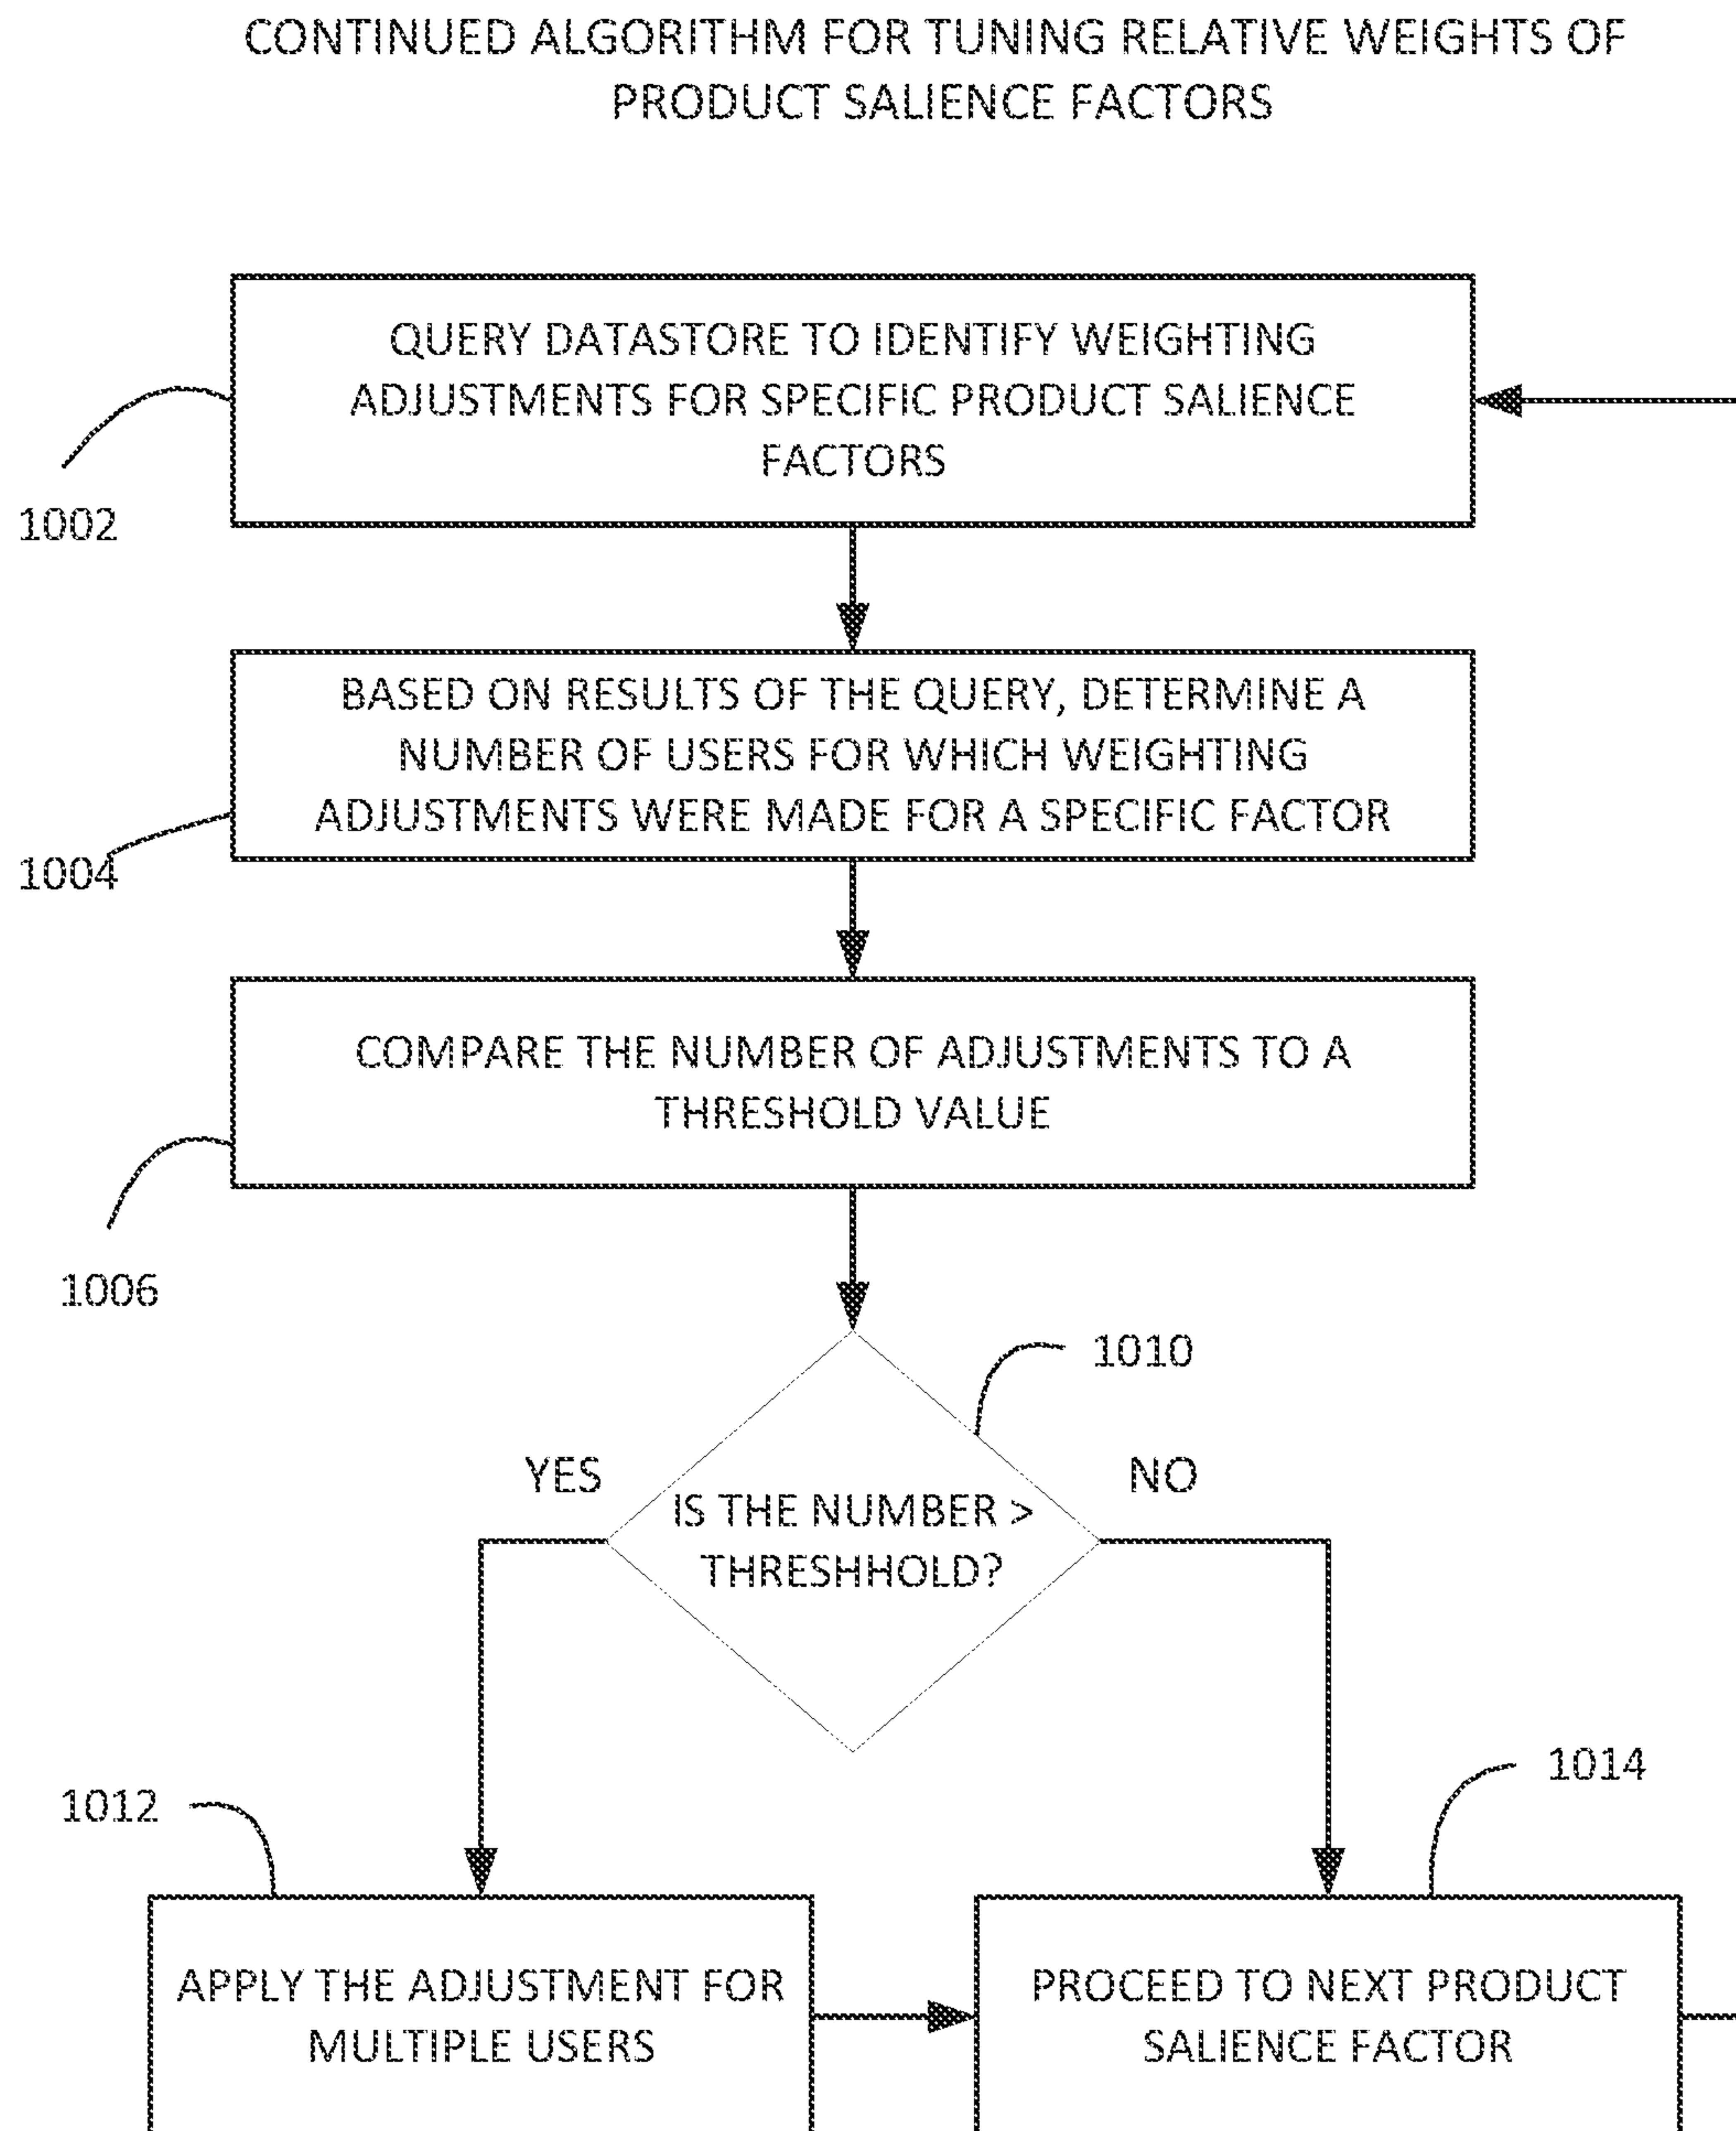 CONTINUED ALGORITHM FOR TUNING RELATIVE WEIGHTS OF
PRODUCT SALIENCE FACTORS
QUERY DATASTORE TO IDENTIFY WEIGHTING
ADJUSTMENTS FOR SPECIFIC PRODUCT SALIENCE
FACTORS
1002
BASED ON RESULTS OF THE QUERY, DETERMINE A
NUMBER OF USERS FOR WHICH WEIGHTING
ADJUSTMENTS WERE MADE FOR A SPECIFIC FACTOR
1004
COMPARE THE NUMBER OF ADJUSTMENTS TO A
THRESHOLD VALUE
1006
1010
YES
NO
IS THE NUMBER >
THRESHHOLD?
1012
1014
APPLY THE ADJUSTMENT FOR
MULTIPLE USERS
PROCEED TO NEXT PRODUCT
SALIENCE FACTOR